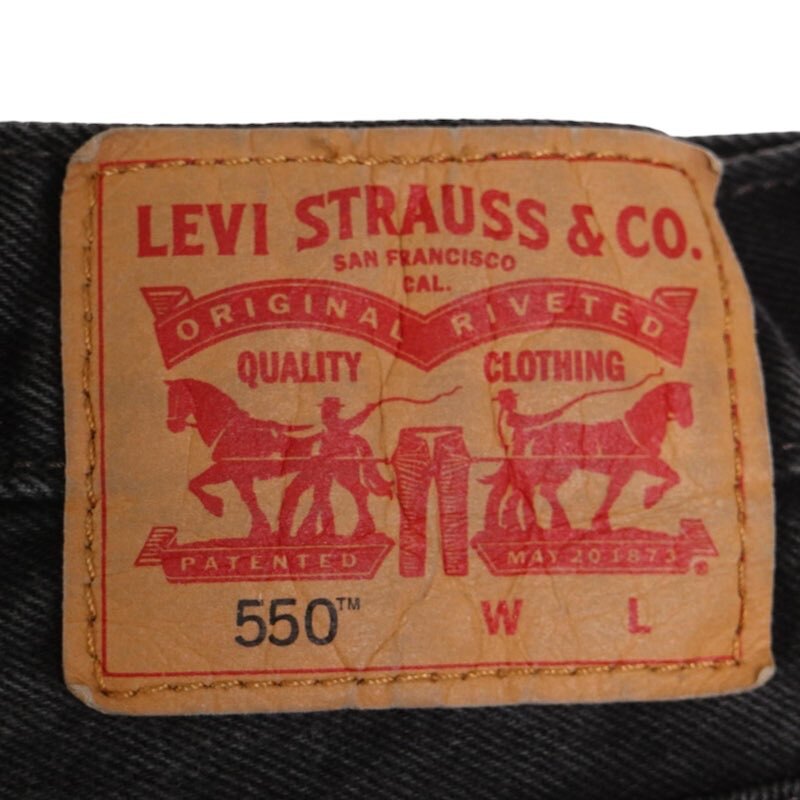 LEVI STRAUSS & CO.
SAN FRANCISCO
CAL.
ORIGINAL RIVETED
QUALITY CLOTHING
PATENTED MAY 20 1873 ®
550™ W L